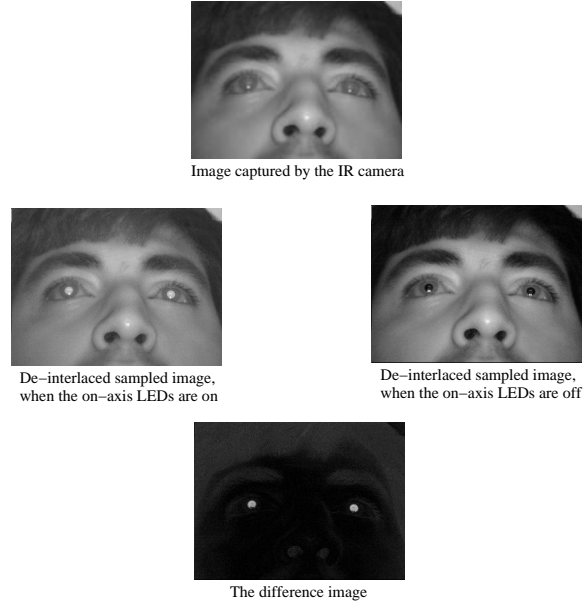 Image captured by the IR camera
De−interlaced sampled image,
when the on−axis LEDs are on
De−interlaced sampled image,
when the on−axis LEDs are off
The difference image